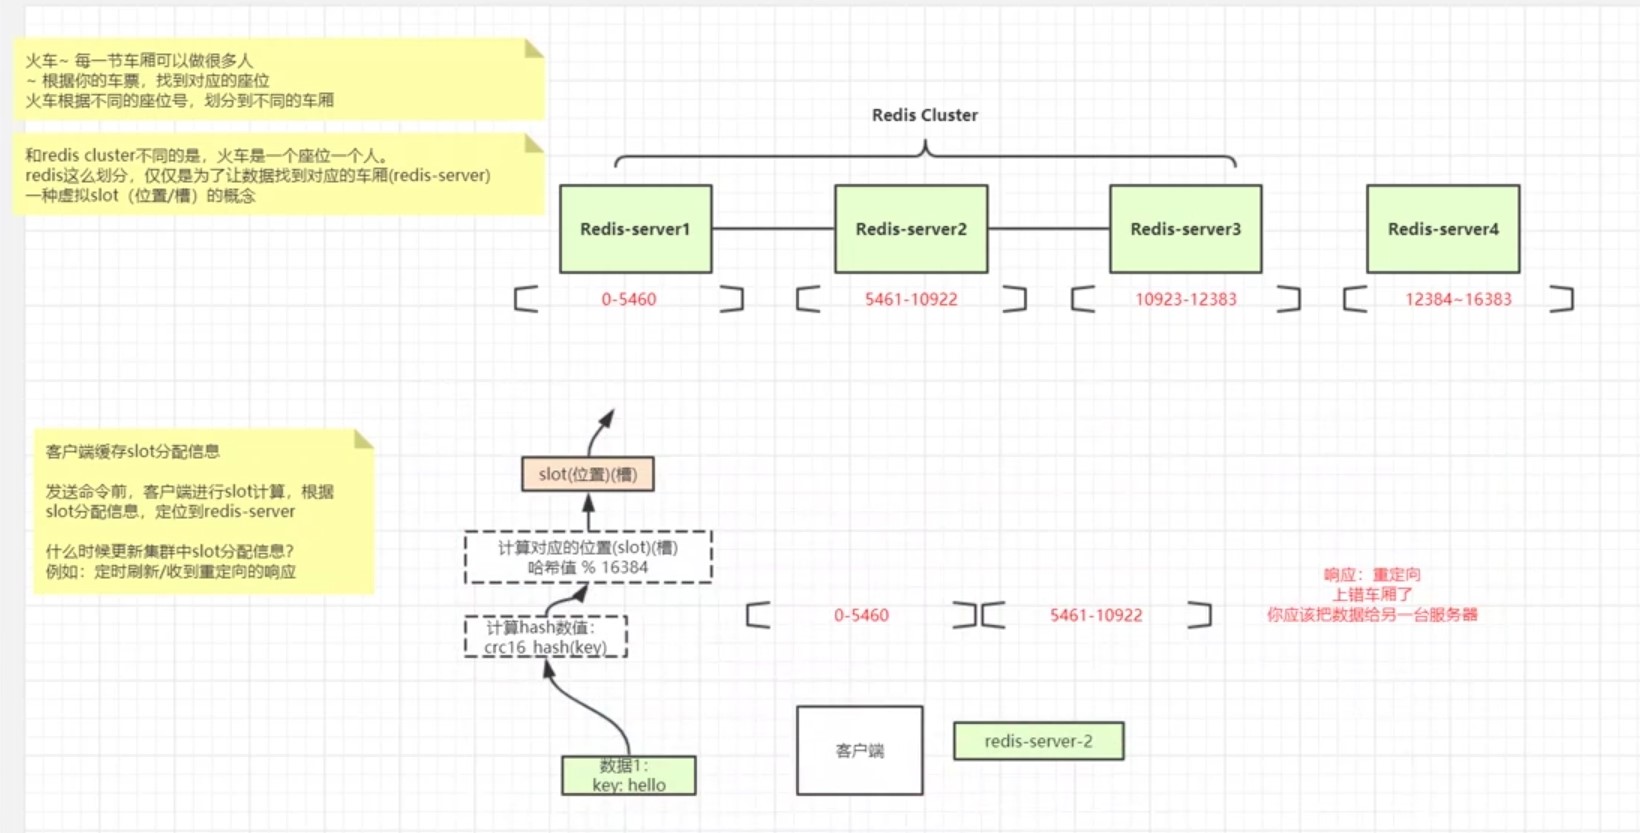 火车~ 每一节车厢可以做很多人
~ 根据你的车票，找到对应的座位
火车根据不同的座位号，划分到不同的车厢
和redis cluster不同的是，火车是一个座位一个人。
redis这么划分，仅仅是为了让数据找到对应的车厢(redis-server)
一种虚拟slot（位置/槽）的概念
Redis Cluster
Redis-server1
Redis-server2
Redis-server3
Redis-server4
0-5460
5461-10922
10923-12383
12384~16383
客户端缓存slot分配信息
发送命令前，客户端进行slot计算，根据
slot分配信息，定位到redis-server
什么时候更新集群中slot分配信息？
例如：定时刷新/收到重定向的响应
slot(位置)(槽)
计算对应的位置(slot)(槽)
哈希值 % 16384
计算hash数值：
crc16_hash(key)
数据1：
key: hello
0-5460
5461-10922
响应：重定向
上错车厢了
你应该把数据给另一台服务器
客户端
redis-server-2